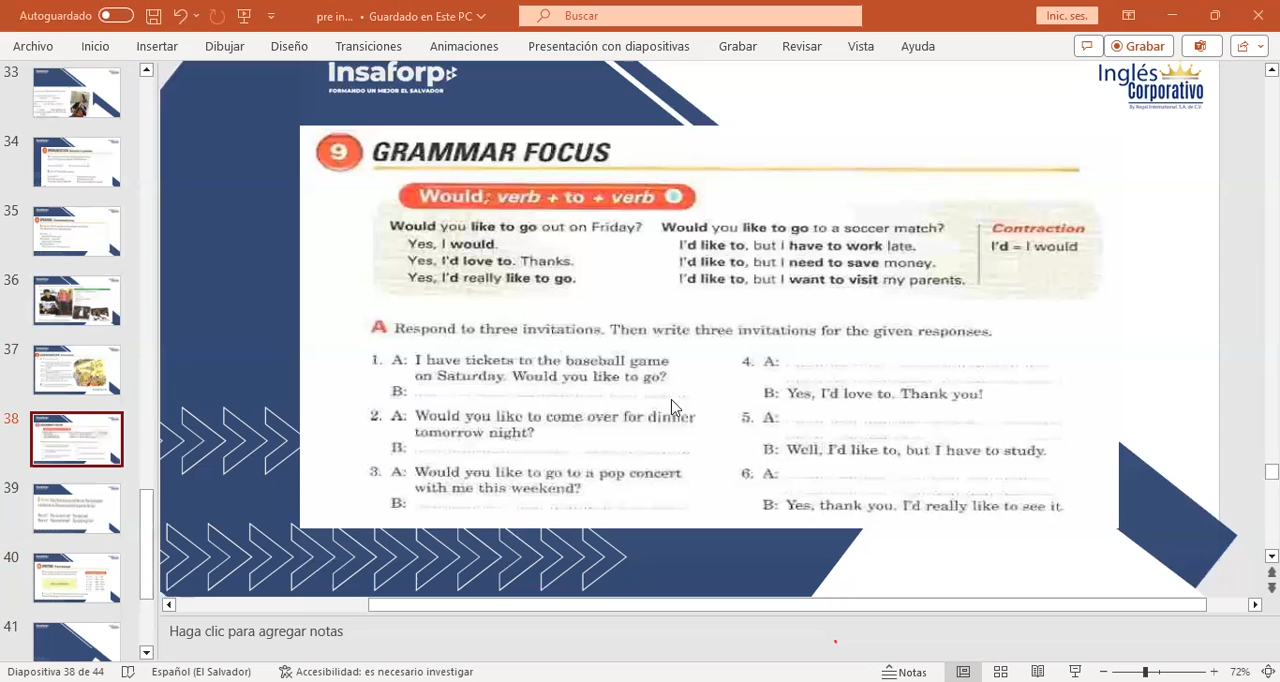 Autoguardado
pre in... • Guardado en Este PC
Buscar
Inic. ses.
Archivo Inicio Insertar Dibujar Diseño Transiciones Animaciones Presentación con diapositivas Grabar Revisar Vista Ayuda Grabar
33
34
35
36
37
38
39
40
41
Insaforp
FORMANDO UN MEJOR EL SALVADOR
Inglés
Corporativo
By Regal International, S.A. de C.V.
9 GRAMMAR FOCUS
Would; verb + to + verb
Would you like to go out on Friday?
Yes, I would.
Yes, I'd love to. Thanks.
Yes, I'd really like to go.
Would you like to go to a soccer match?
I'd like to, but I have to work late.
I'd like to, but I need to save money.
I'd like to, but I want to visit my parents.
Contraction
I'd = I would
A Respond to three invitations. Then write three invitations for the given responses.
1. A: I have tickets to the baseball game
on Saturday. Would you like to go?
B:
2. A: Would you like to come over for dinner
tomorrow night?
B:
3. A: Would you like to go to a pop concert
with me this weekend?
B:
4. A:
B: Yes, I'd love to. Thank you!
5. A:
B: Well, I'd like to, but I have to study.
6. A:
B: Yes, thank you. I'd really like to see it.
Haga clic para agregar notas
Diapositiva 38 de 44 Español (El Salvador) Accesibilidad: es necesario investigar Notas 72%